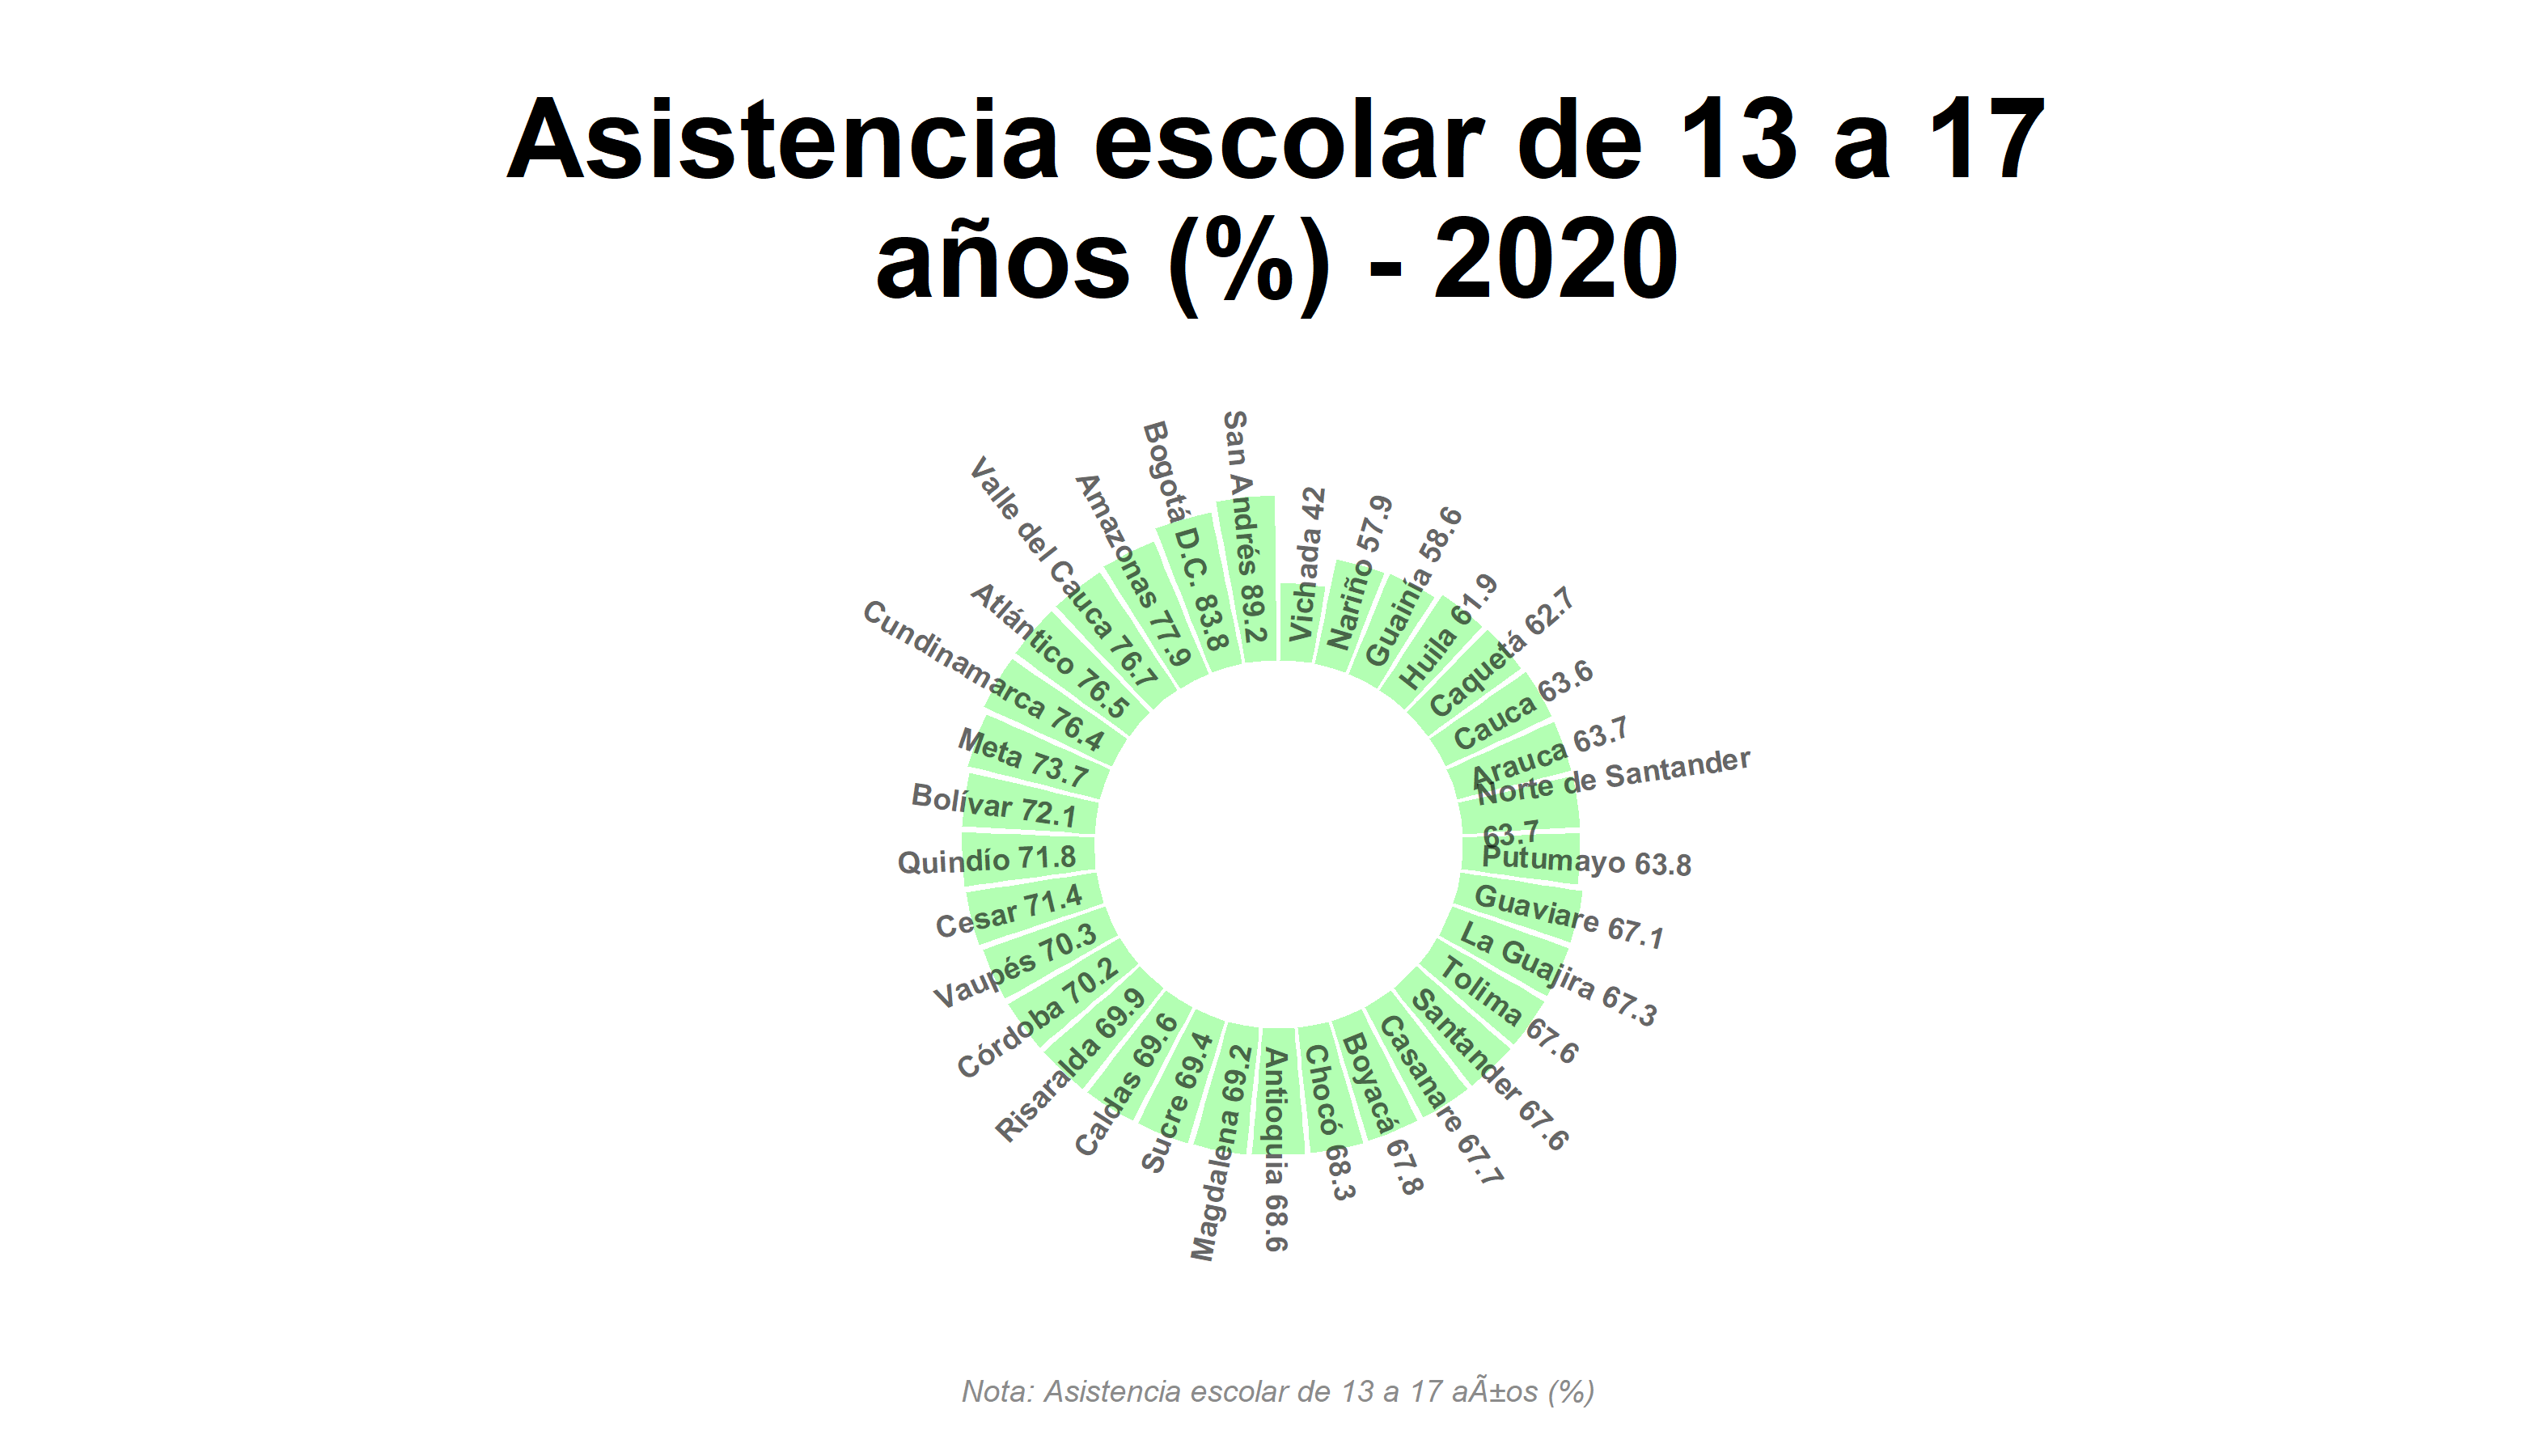 Asistencia escolar de 13 a 17
años (%) - 2020
Vichada 42
Nariño 57.9
Guainía 58.6
Huila 61.9
Caquetá 62.7
Cauca 63.6
Arauca 63.7
Norte de Santander
63.7
Putumayo 63.8
Guaviare 67.1
La Guajira 67.3
Tolima 67.6
Santander 67.6
Casanare 67.7
Boyacá 67.8
Chocó 68.3
Antioquia 68.6
Magdalena 69.2
Sucre 69.4
Caldas 69.6
Risaralda 69.9
Córdoba 70.2
Vaupés 70.3
Cesar 71.4
Quindío 71.8
Bolívar 72.1
Meta 73.7
Cundinamarca 76.4
Atlántico 76.5
Valle del Cauca 76.7
Amazonas 77.9
Bogotá D.C. 83.8
San Andrés 89.2
Nota: Asistencia escolar de 13 a 17 aÃ±os (%)